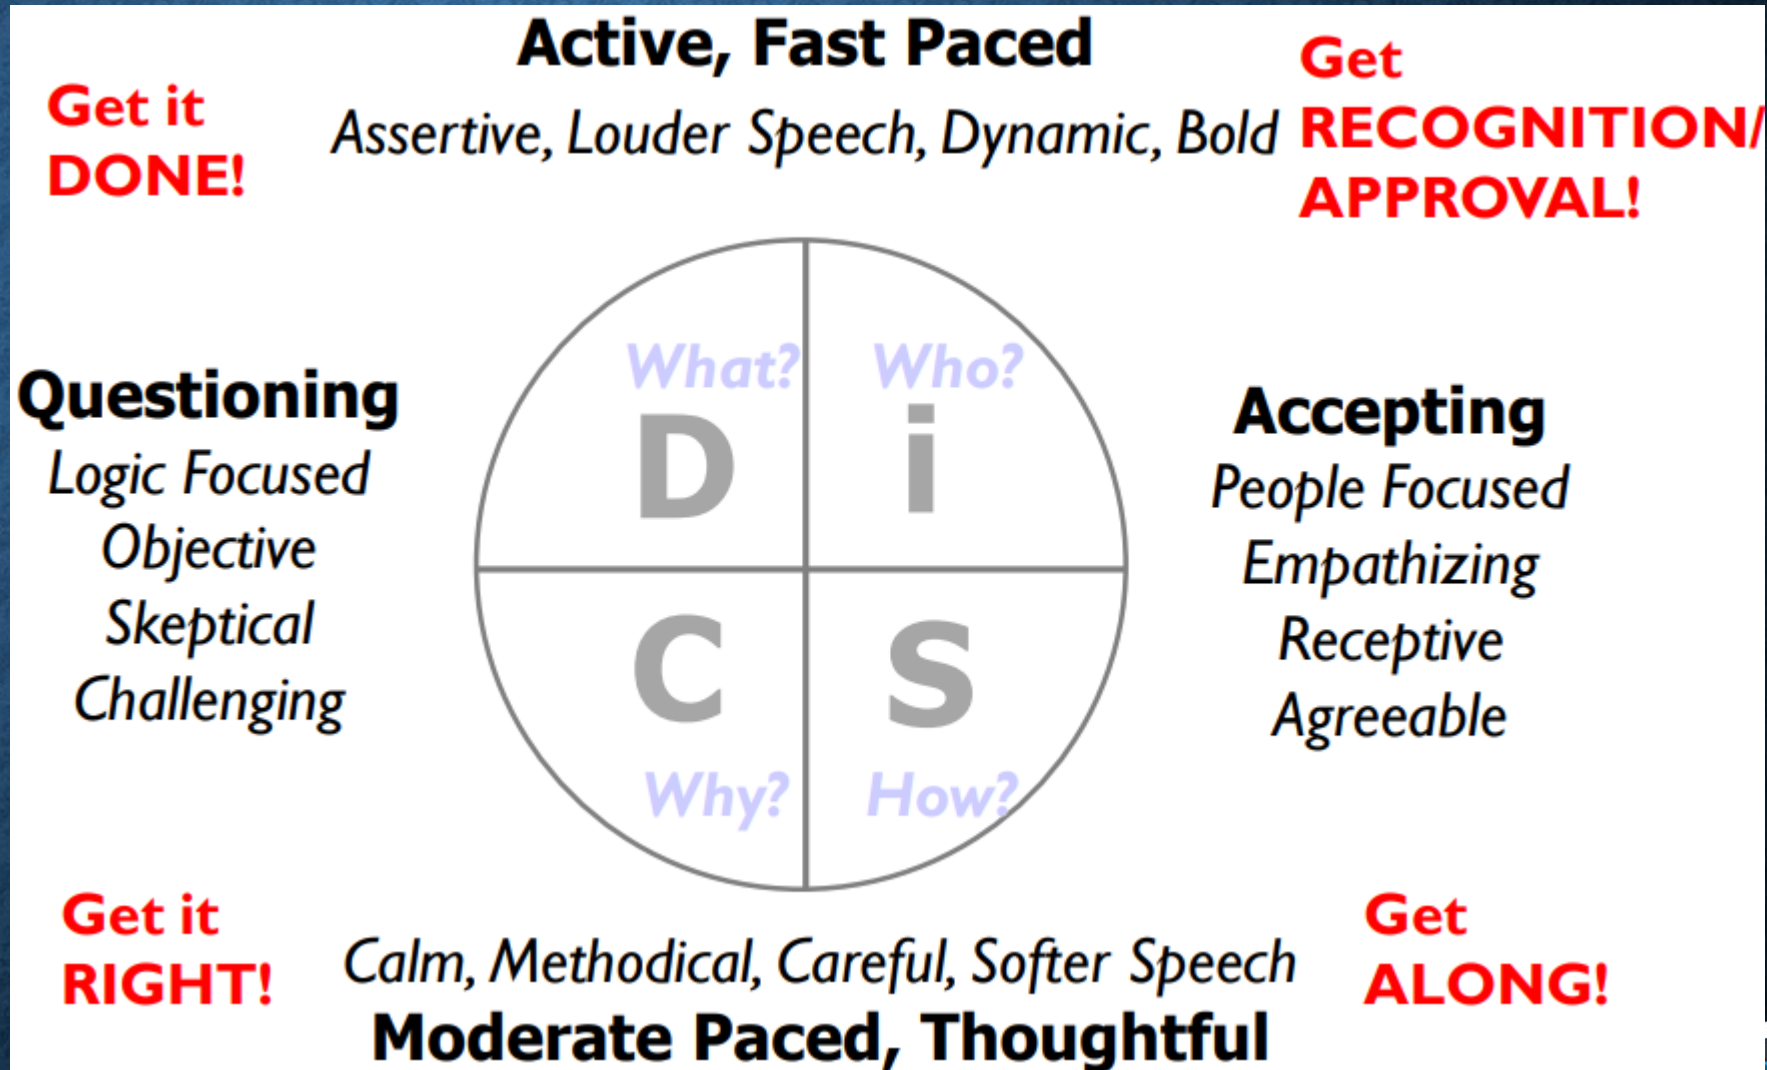 Active, Fast Paced
Assertive, Louder Speech, Dynamic, Bold
Get it
DONE!
Get
RECOGNITION/
APPROVAL!
What?
D
Who?
i
Questioning
Logic Focused
Objective
Skeptical
Challenging
Accepting
People Focused
Empathizing
Receptive
Agreeable
C
Why?
S
How?
Get it
RIGHT!
Get
ALONG!
Calm, Methodical, Careful, Softer Speech
Moderate Paced, Thoughtful